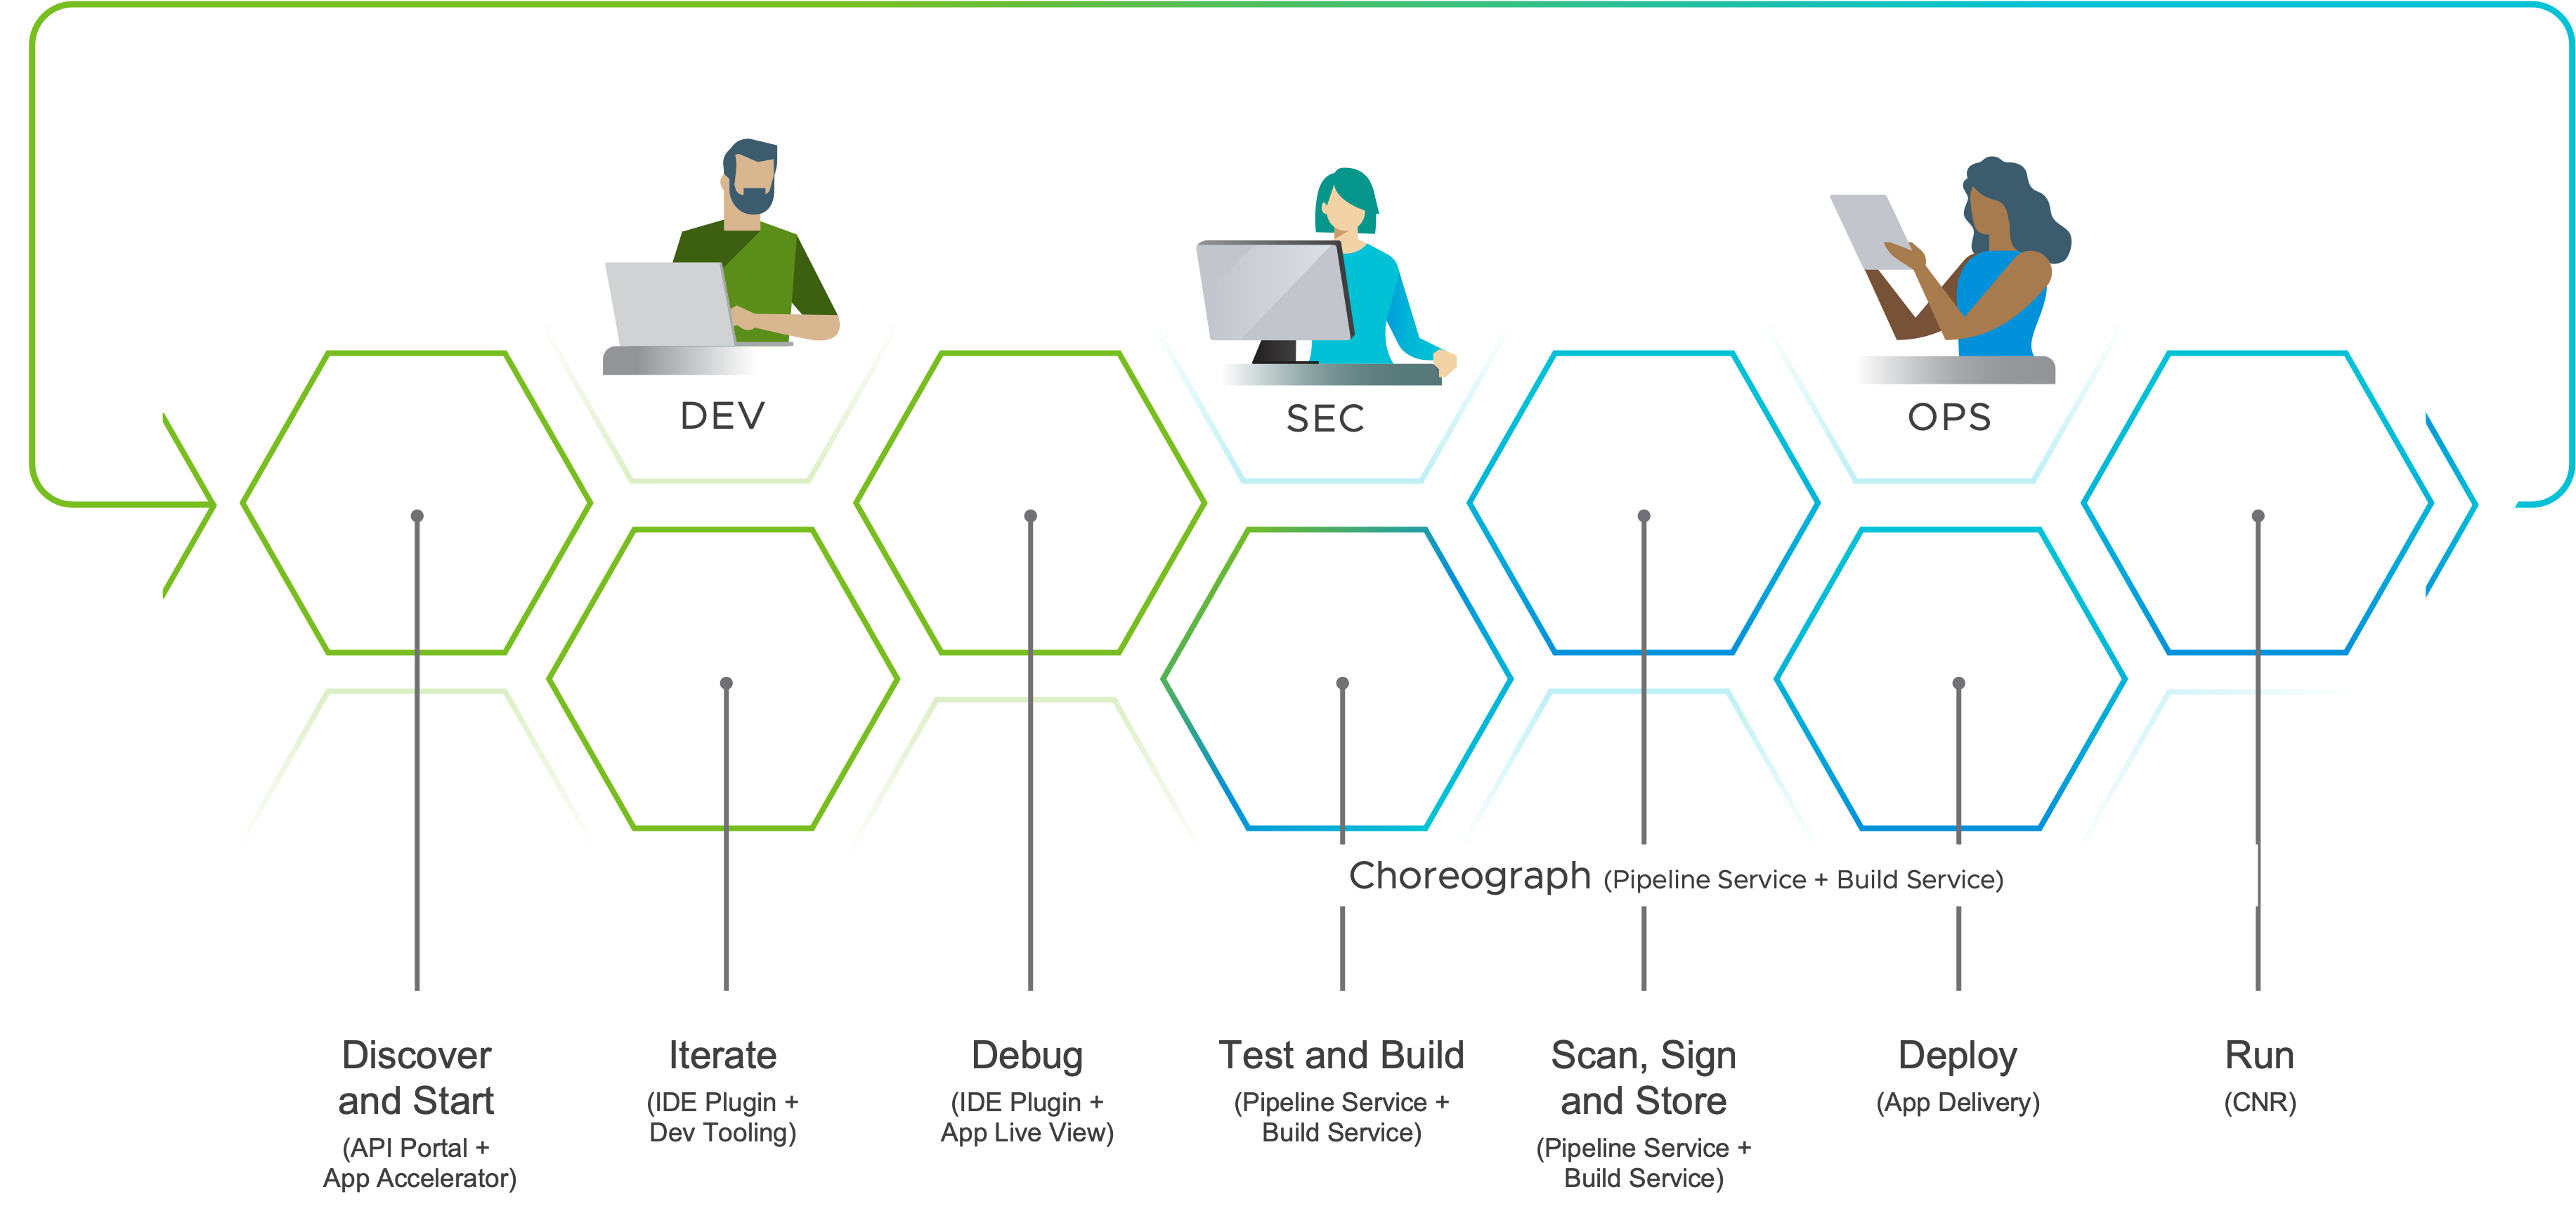 DEV
SEC
OPS
Choreograph (Pipeline Service + Build Service)
Discover
and Start
(API Portal +
App Accelerator)
Iterate
(IDE Plugin +
Dev Tooling)
Debug
(IDE Plugin +
App Live View)
Test and Build
(Pipeline Service +
Build Service)
Scan, Sign
and Store
(Pipeline Service +
Build Service)
Deploy
(App Delivery)
Run
(CNR)